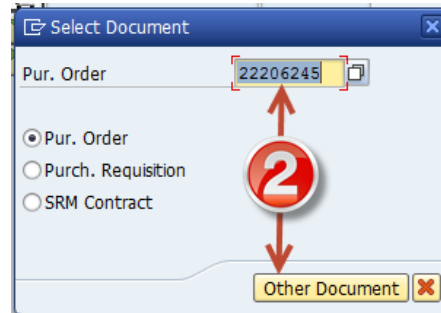 Select Document
Pur. Order 22206245
Pur. Order
Purch. Requisition
SRM Contract
2
Other Document